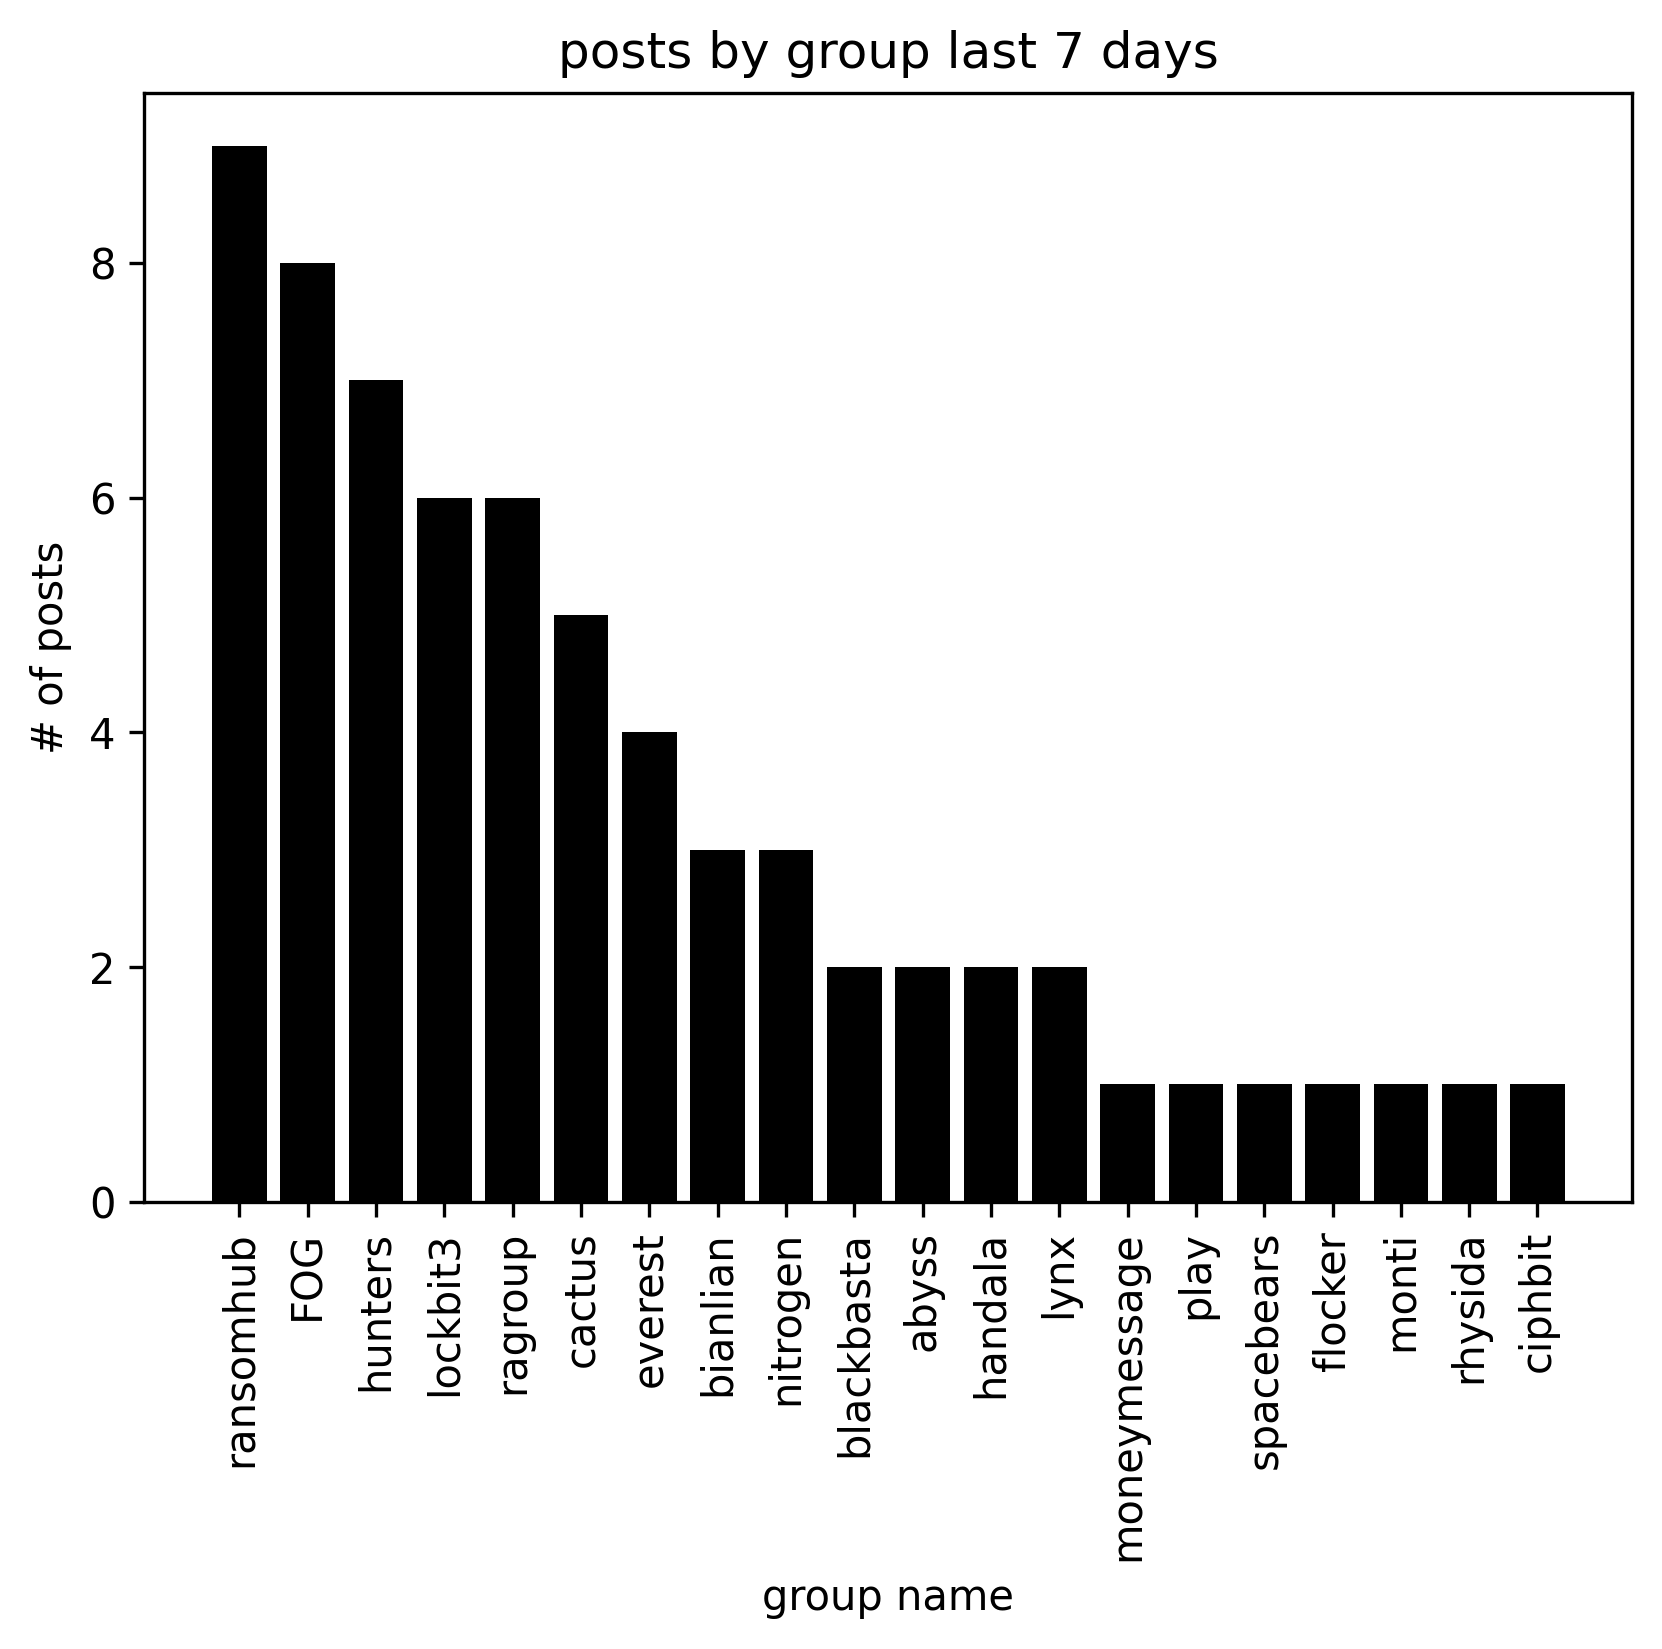 posts by group last 7 days
# of posts
8
6
4
2
0
ransomhub
FOG
hunters
lockbit3
ragroup
cactus
everest
bianlian
nitrogen
blackbasta
abyss
handala
lynx
moneymessage
play
spacebears
flocker
monti
rhysida
ciphbit
group name